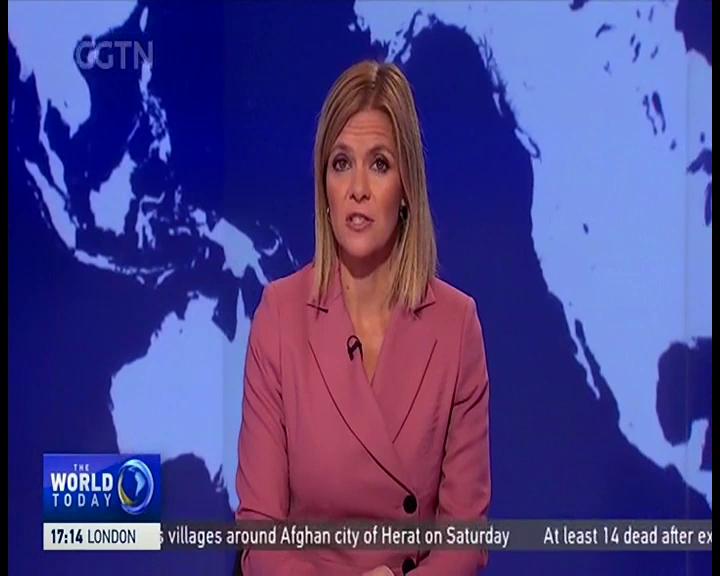 CGTN
THE
WORLD
TODAY
17:14 LONDON
s villages around Afghan city of Herat on Saturday At least 14 dead after ex